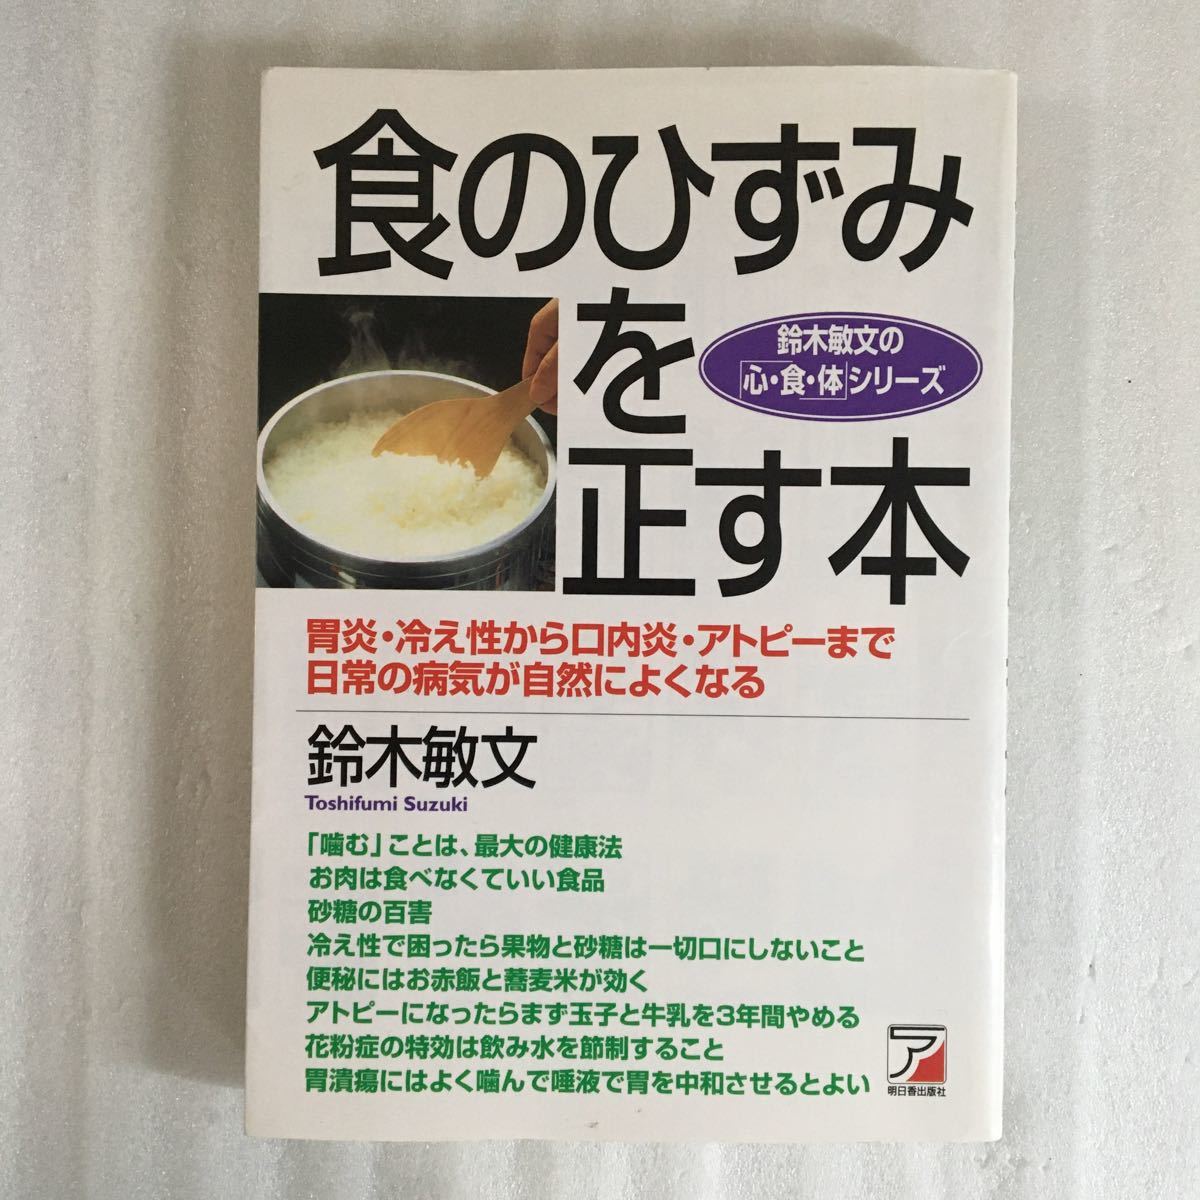 食のひずみ
を
正す本
鈴木敏文の
「心・食・体」シリーズ
胃炎・冷え性から口内炎・アトピーまで
日常の病気が自然によくなる
鈴木敏文
Toshifumi Suzuki
「噛む」ことは、最大の健康法
お肉は食べなくていい食品
砂糖の百害
冷え性で困ったら果物と砂糖は一切口にしないこと
便秘にはお赤飯と蕎麦米が効く
アトピーになったらまず玉子と牛乳を3年間やめる
花粉症の特効は飲み水を節制すること
胃潰瘍にはよく噛んで唾液で胃を中和させるとよい
ア
明日香出版社